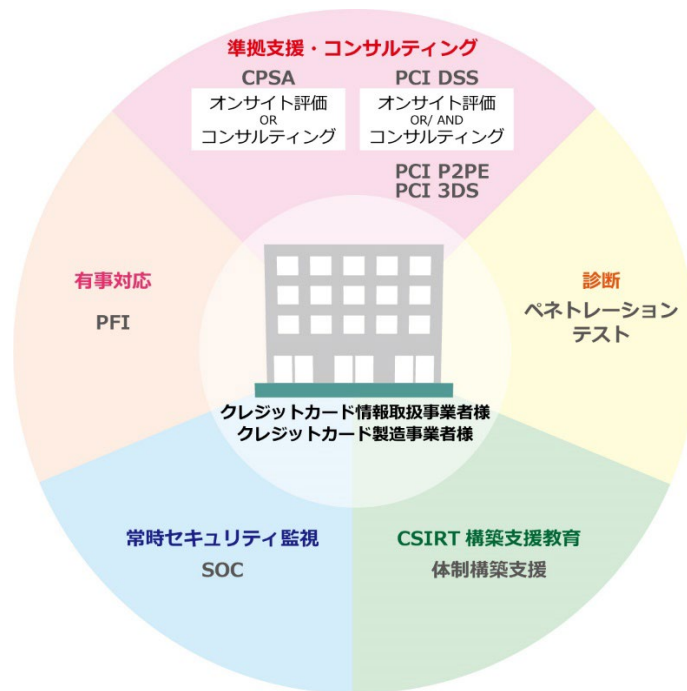 準拠支援・コンサルティング
CPSA
オンサイト評価
OR
コンサルティング
PCI DSS
オンサイト評価
OR/ AND
コンサルティング
PCI P2PE
PCI 3DS
有事対応
PFI
診断
ペネトレーション
テスト
クレジットカード情報取扱事業者様
クレジットカード製造事業者様
常時セキュリティ監視
SOC
CSIRT 構築支援教育
体制構築支援